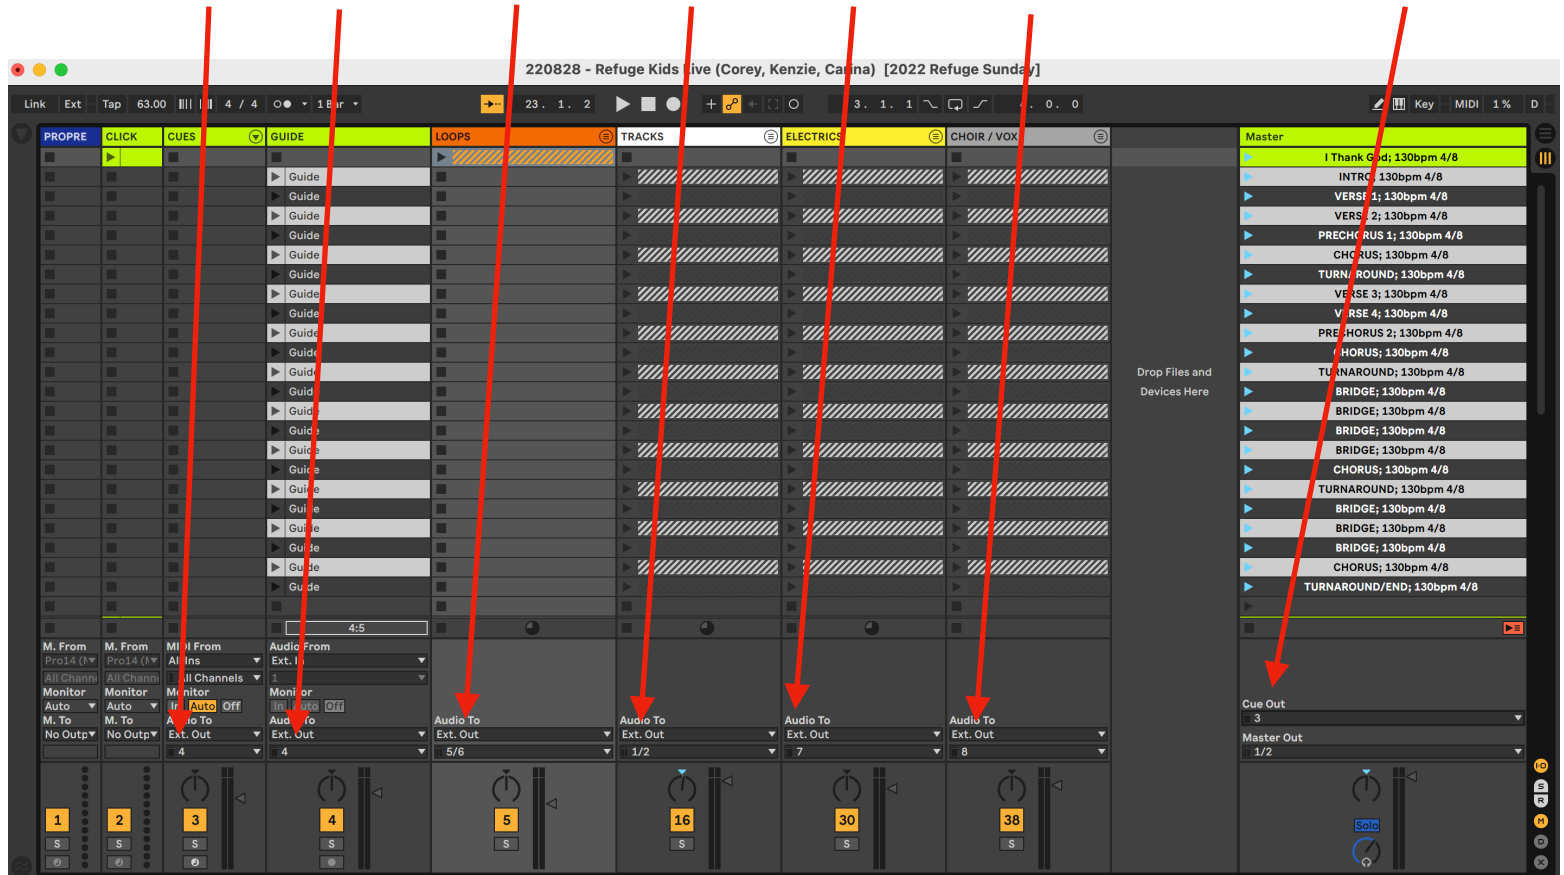 220828 - Refuge Kids Live (Corey, Kenzie, Carina) [2022 Refuge Sunday]
Link Ext Tap 63.00 4 / 4 1 Bar 23. 1. 2 3. 1. 1 4. 0. 0 Key MIDI 1% D
PROPRE CLICK CUES GUIDE LOOPS TRACKS ELECTRICS CHOIR / VOX Master
I Thank God; 130bpm 4/8
Guide INTRO; 130bpm 4/8
Guide VERSE 1; 130bpm 4/8
Guide VERSE 2; 130bpm 4/8
Guide PRECHORUS 1; 130bpm 4/8
Guide CHORUS; 130bpm 4/8
Guide TURNAROUND; 130bpm 4/8
Guide VERSE 3; 130bpm 4/8
Guide VERSE 4; 130bpm 4/8
Guide PRECHORUS 2; 130bpm 4/8
Guide CHORUS; 130bpm 4/8
Guide Drop Files and TURNAROUND; 130bpm 4/8
Guide Devices Here BRIDGE; 130bpm 4/8
Guide BRIDGE; 130bpm 4/8
Guide BRIDGE; 130bpm 4/8
Guide BRIDGE; 130bpm 4/8
Guide CHORUS; 130bpm 4/8
Guide TURNAROUND; 130bpm 4/8
Guide BRIDGE; 130bpm 4/8
Guide BRIDGE; 130bpm 4/8
Guide BRIDGE; 130bpm 4/8
Guide CHORUS; 130bpm 4/8
Guide TURNAROUND/END; 130bpm 4/8
4:5
M. From M. From MIDI From Audio From
Pro14 (M Pro14 (M All Ins Ext. In
All Chann All Chann All Channels 1
Monitor Monitor Monitor Monitor
Auto Auto In Auto Off In Auto Off Cue Out
M. To M. To Audio To Audio To Audio To Audio To Audio To Audio To 3
No Outp No Outp Ext. Out Ext. Out Ext. Out Ext. Out Ext. Out Ext. Out Master Out
4 4 5/6 1/2 7 8 1/2
1 2 3 4 5 16 30 38 Solo
S S S S S S S S
I-O
S
R
M
D
X